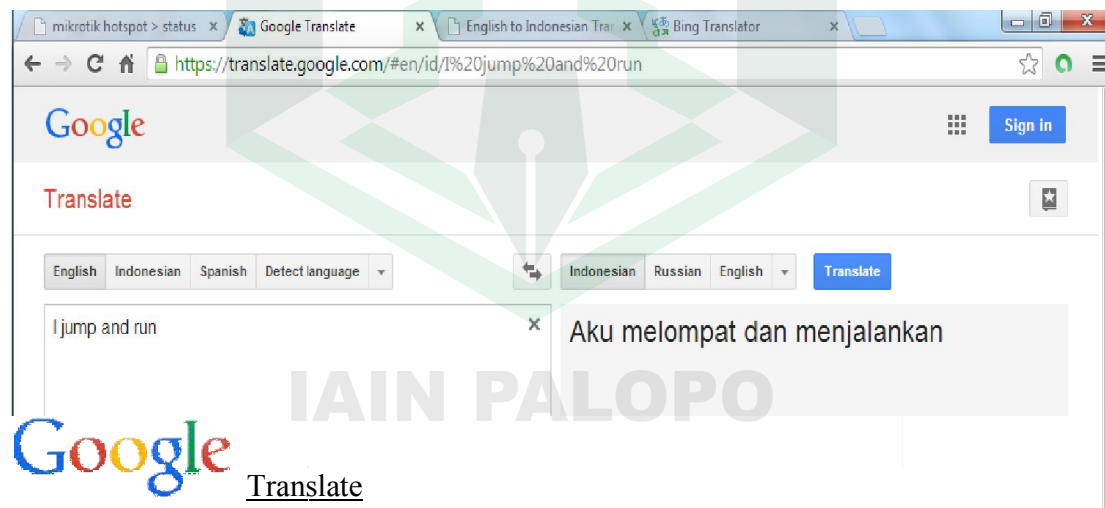 mikrotik hotspot > status Google Translate English to Indonesian Tran Bing Translator
https://translate.google.com/#en/id/I%20jump%20and%20run
Google Sign in
Translate
English Indonesian Spanish Detect language Indonesian Russian English Translate
I jump and run Aku melompat dan menjalankan
IAIN PALOPO
Google Translate